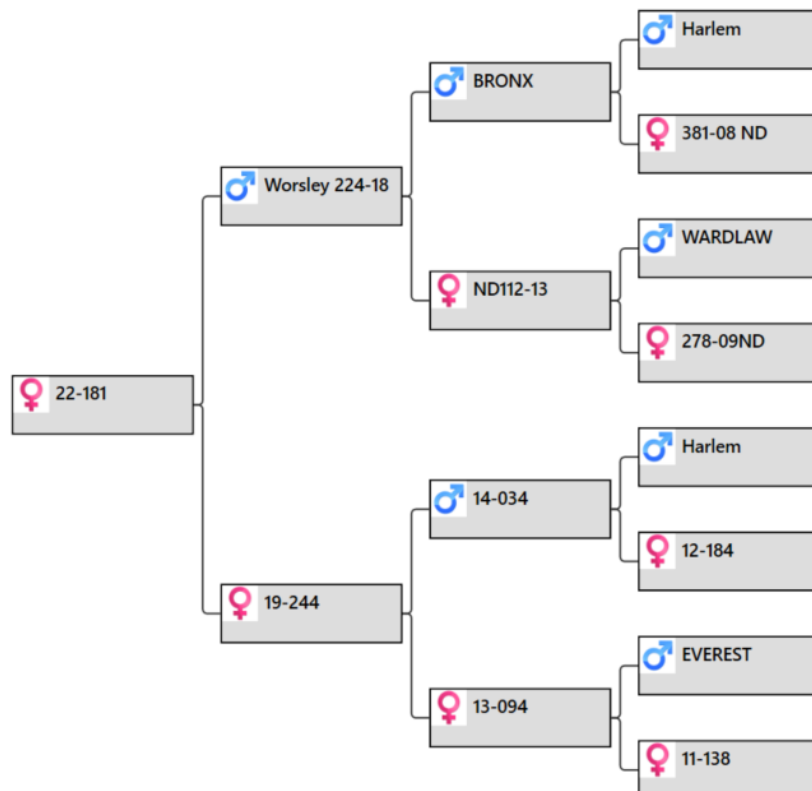 Harlem
BRONX
381-08 ND
Worsley 224-18
WARDLAW
ND112-13
278-09ND
22-181
Harlem
14-034
12-184
19-244
EVEREST
13-094
11-138